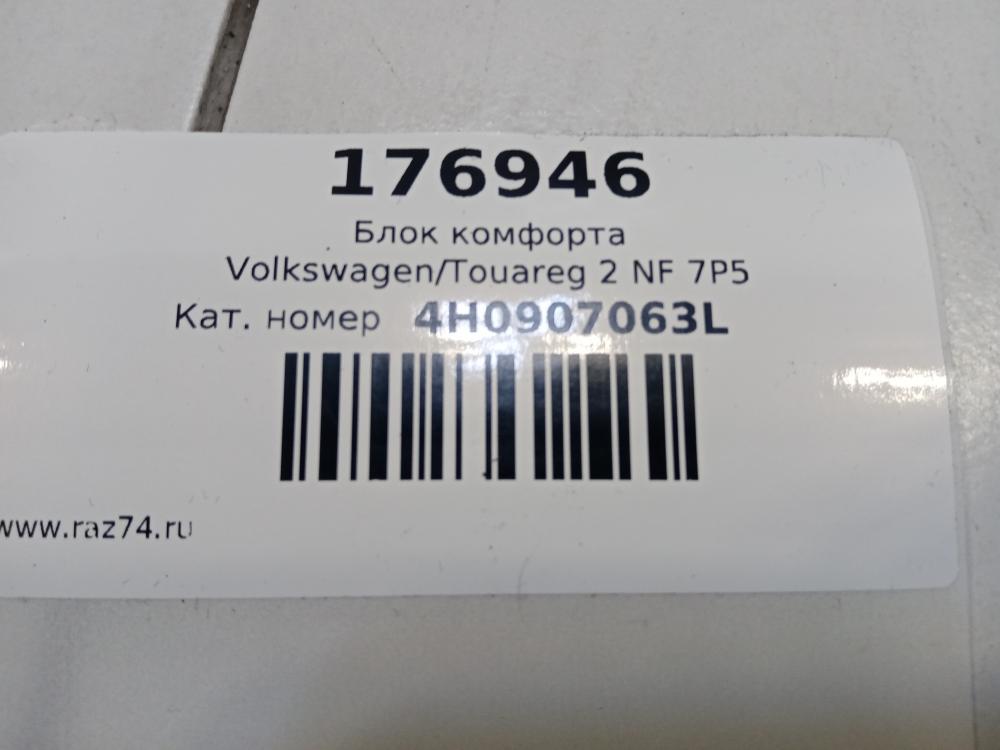 176946
Блок комфорта
Volkswagen/Touareg 2 NF 7P5
Кат. номер 4H0907063L
www.raz74.ru